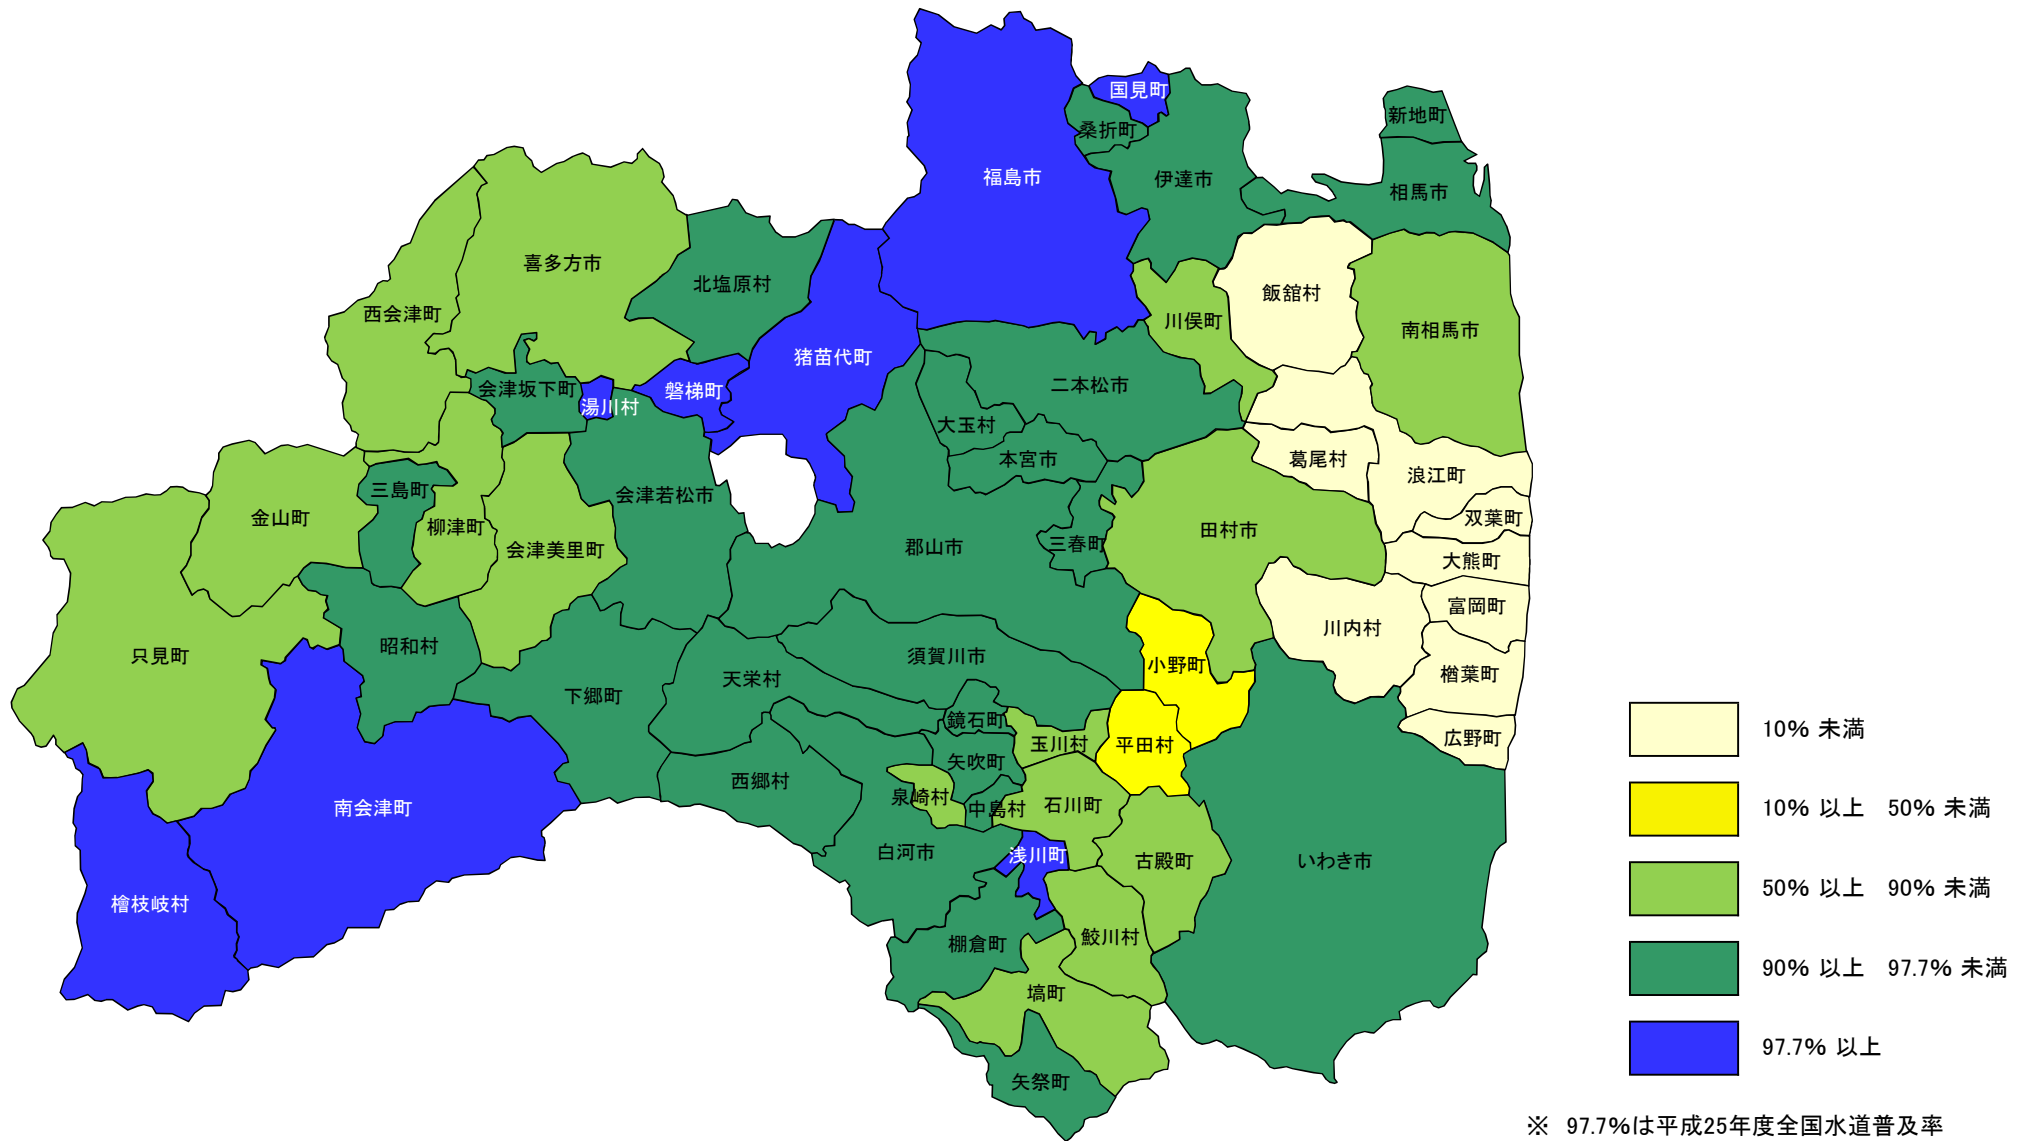 国見町
新地町
桑折町
福島市
伊達市
相馬市
喜多方市
北塩原村
飯舘村
西会津町
川俣町
南相馬市
猪苗代町
二本松市
会津坂下町
磐梯町
湯川村
大玉村
本宮市
葛尾村
浪江町
三島町
会津若松市
金山町
柳津町
双葉町
田村市
会津美里町
郡山市
三春町
大熊町
富岡町
川内村
昭和村
只見町
須賀川市
小野町
楢葉町
天栄村
下郷町
鏡石町
玉川村
平田村
広野町
矢吹町
西郷村
泉崎村
中島村
石川町
南会津町
白河市
浅川町
古殿町
いわき市
檜枝岐村
棚倉町
鮫川村
塙町
矢祭町
10% 未満
10% 以上　50% 未満
50% 以上　90% 未満
90% 以上　97.7% 未満
97.7% 以上
※　97.7%は平成25年度全国水道普及率